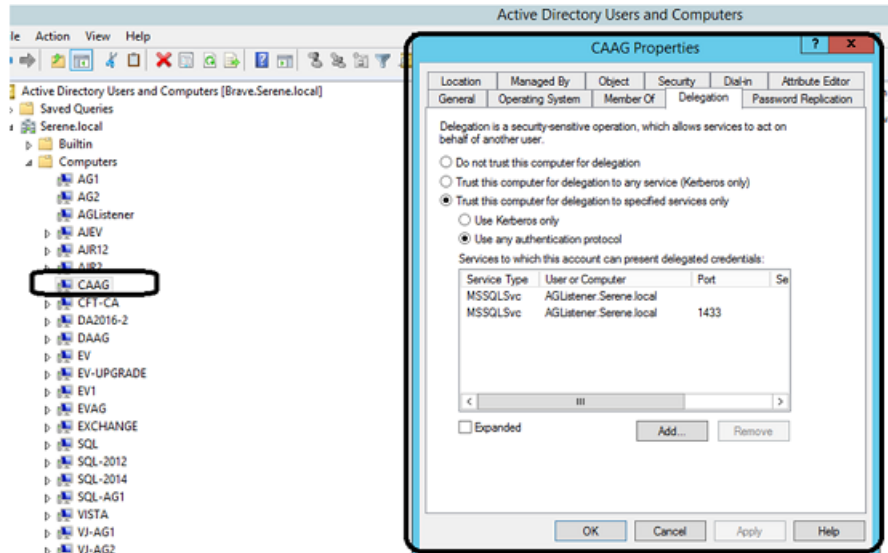 Active Directory Users and Computers
le Action View Help
Active Directory Users and Computers [Brave.Serene.local]
Saved Queries
Serene.local
Builtin
Computers
AG1
AG2
AGListener
AJEV
AJR12
AJR2
CAAG
CFT-CA
DA2016-2
DAAG
EV
EV-UPGRADE
EV1
EVAG
EXCHANGE
SQL
SQL-2012
SQL-2014
SQL-AG1
VISTA
VJ-AG1
VJ-AG2
CAAG Properties
? x
Location Managed By Object Security Dial-in Attribute Editor
General Operating System Member Of Delegation Password Replication
Delegation is a security-sensitive operation, which allows services to act on
behalf of another user.
Do not trust this computer for delegation
Trust this computer for delegation to any service (Kerberos only)
Trust this computer for delegation to specified services only
Use Kerberos only
Use any authentication protocol
Services to which this account can present delegated credentials:
Service Type User or Computer Port Se
MSSQLSvc AGListener.Serene.local
MSSQLSvc AGListener.Serene.local 1433
Expanded Add... Remove
OK Cancel Apply Help